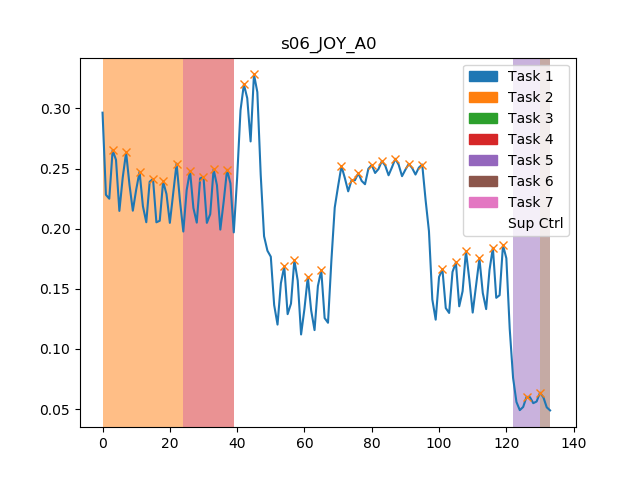 s06_JOY_A0
0.30
0.25
0.20
0.15
0.10
0.05
0 20 40 60 80 100 120 140
Task 1
Task 2
Task 3
Task 4
Task 5
Task 6
Task 7
Sup Ctrl